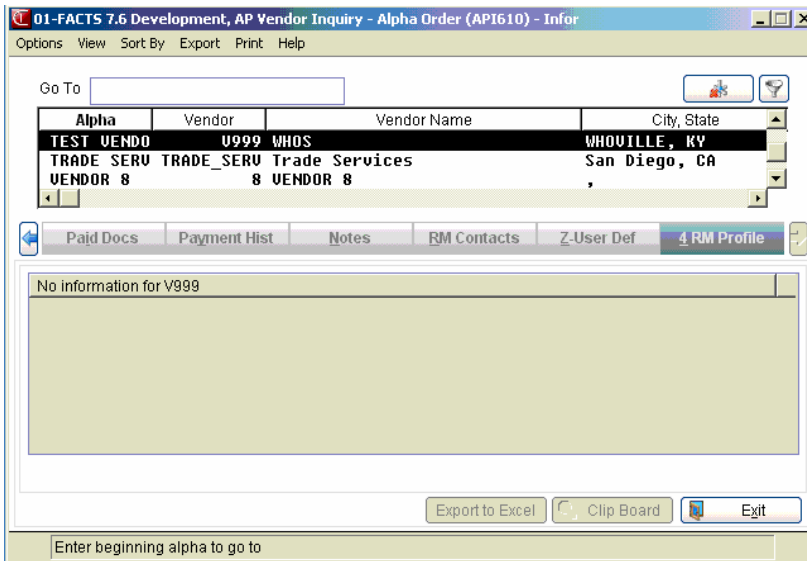 01-FACTS 7.6 Development, AP Vendor Inquiry - Alpha Order (API610) - Infor
Options View Sort By Export Print Help
Go To
Alpha Vendor Vendor Name City, State
TEST VENDO V999 WHOS WHOVILLE, KY
TRADE SERV TRADE_SERV Trade Services San Diego, CA
VENDOR 8 8 VENDOR 8 ,
Paid Docs Payment Hist Notes RM Contacts Z-User Def 4 RM Profile
No information for V999
Export to Excel Clip Board Exit
Enter beginning alpha to go to